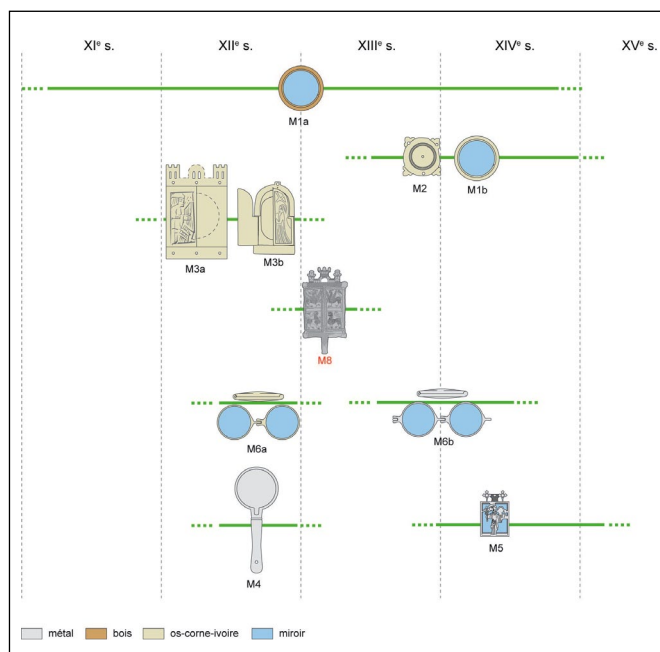 XIᵉ s. XIIᵉ s. XIIIᵉ s. XIVᵉ s. XVᵉ s.
M1a
M2 M1b
M3a M3b
M8
M6a M6b
M4 M5
métal bois os-corne-ivoire miroir